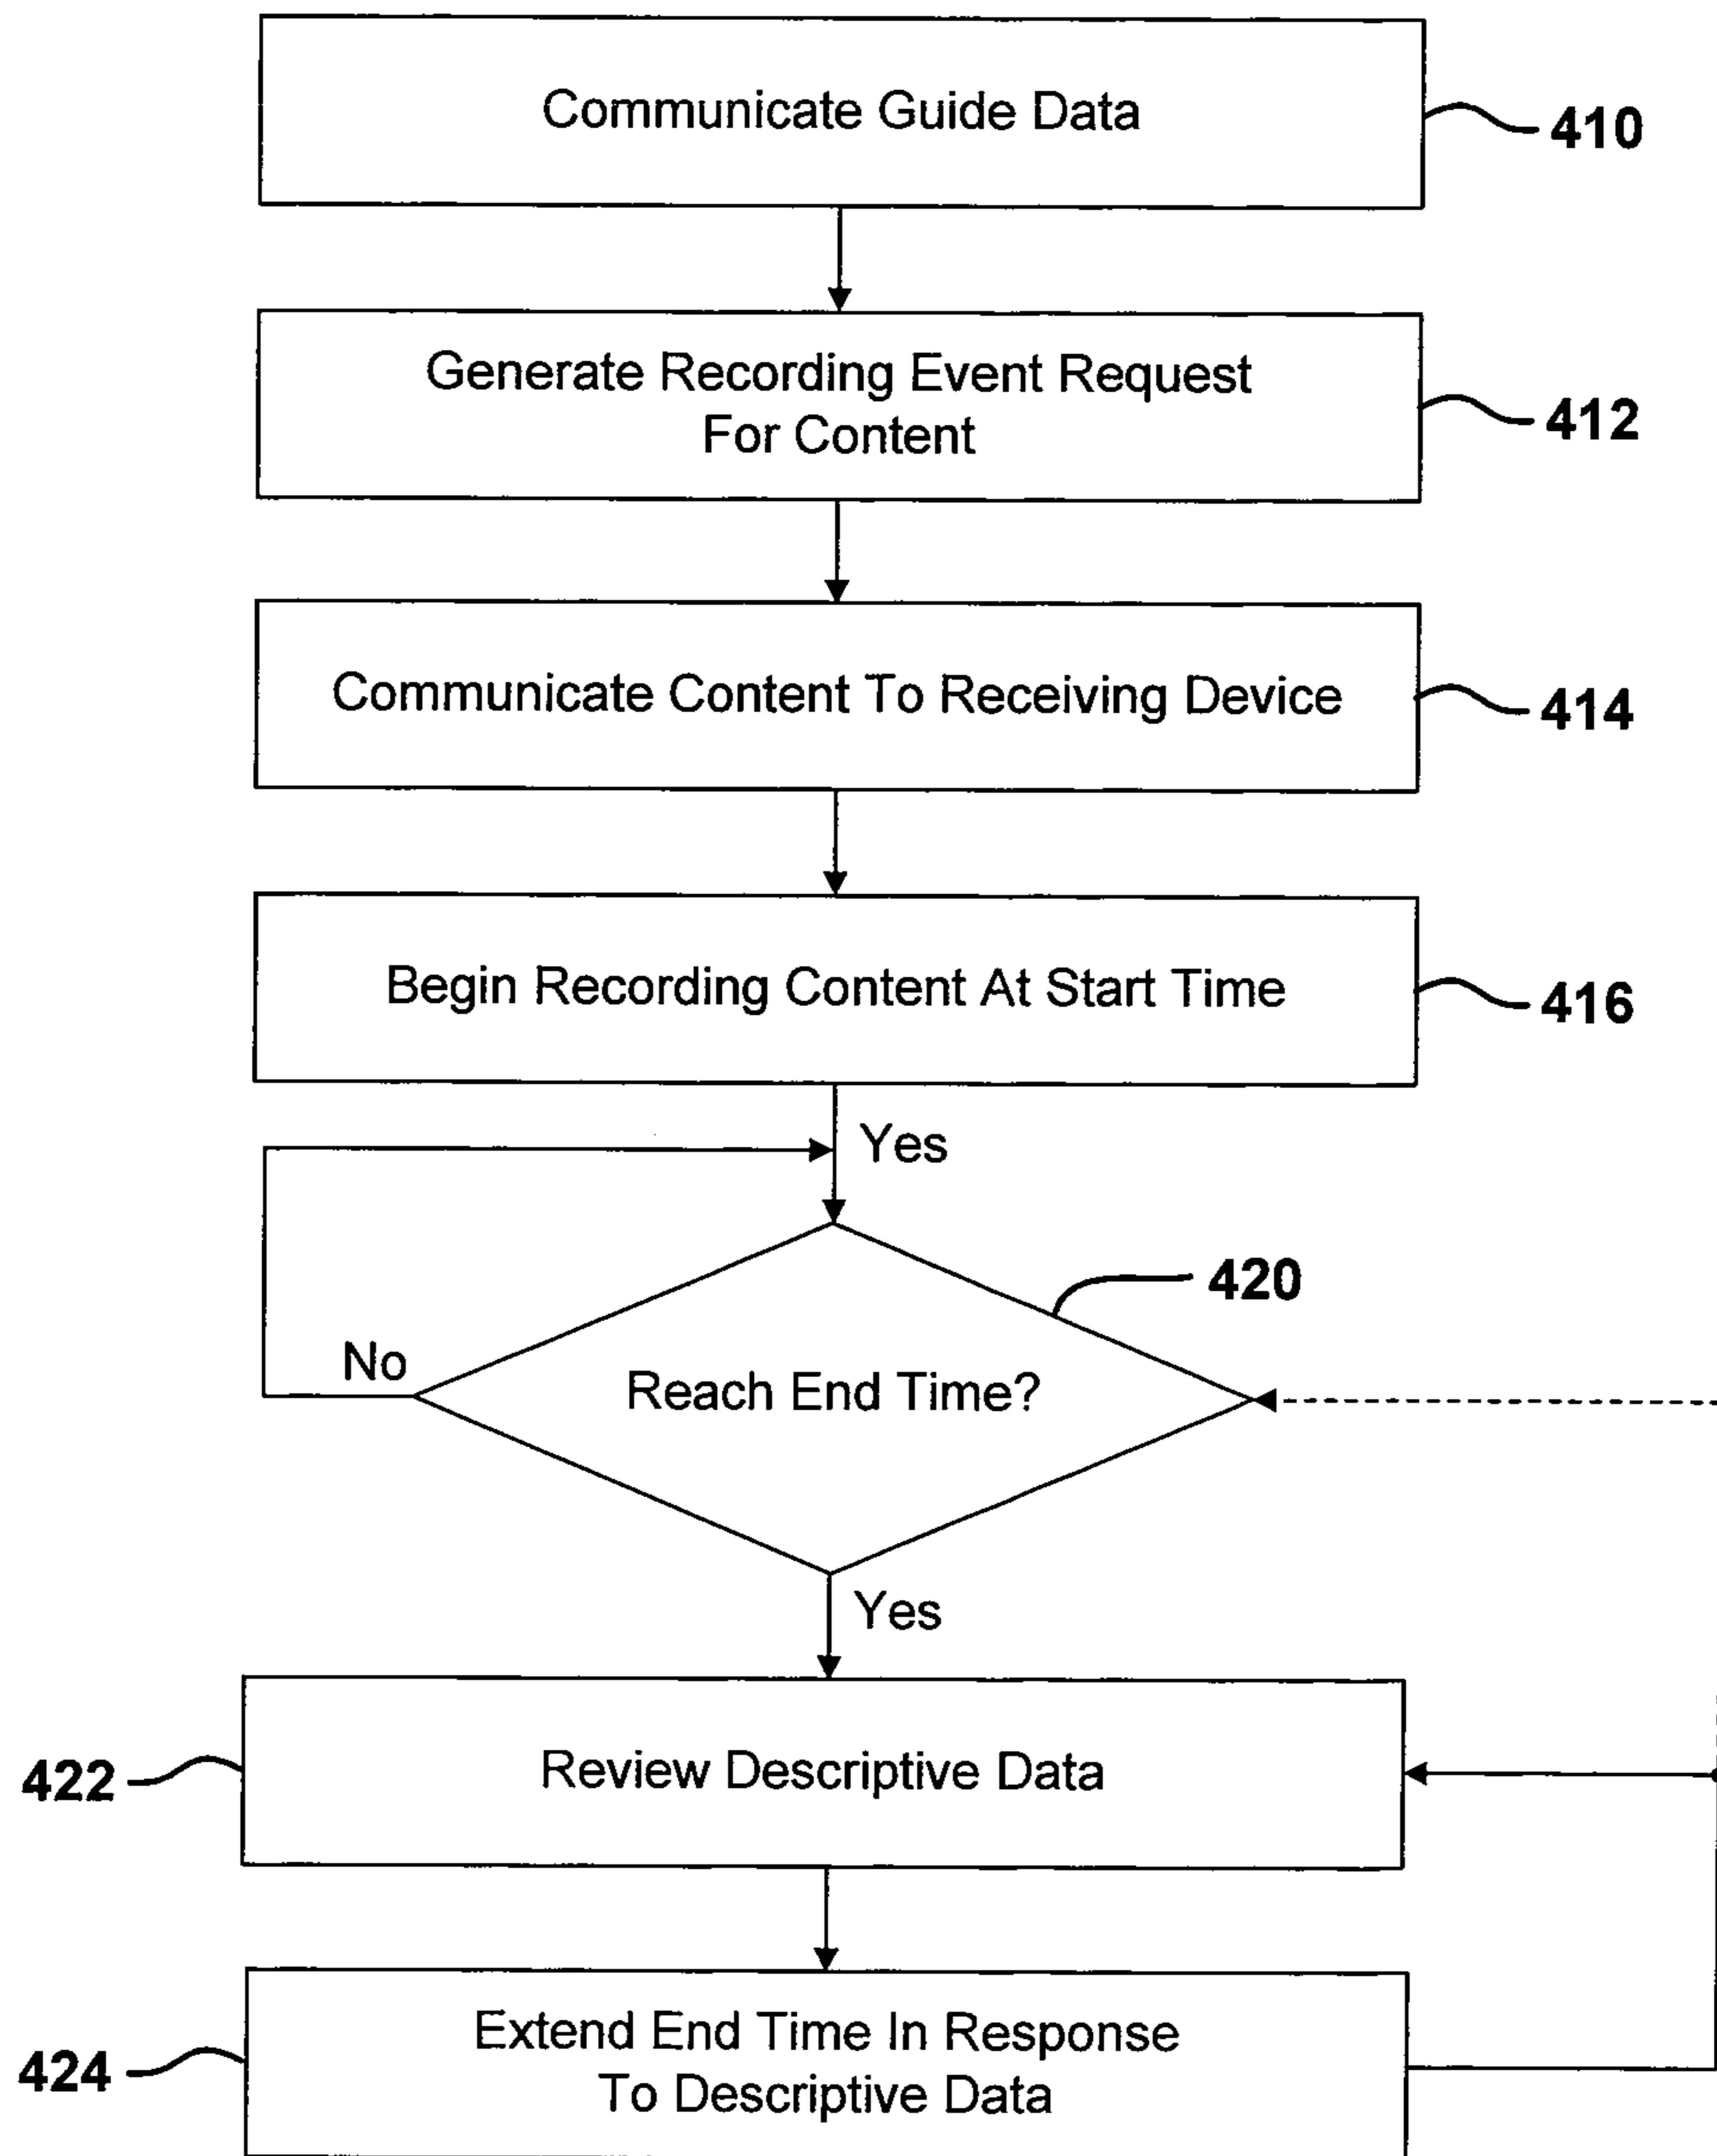 Communicate Guide Data
410
Generate Recording Event Request
For Content
412
Communicate Content To Receiving Device
414
Begin Recording Content At Start Time
416
Yes
420
No
Reach End Time?
Yes
422
Review Descriptive Data
Extend End Time In Response
To Descriptive Data
424